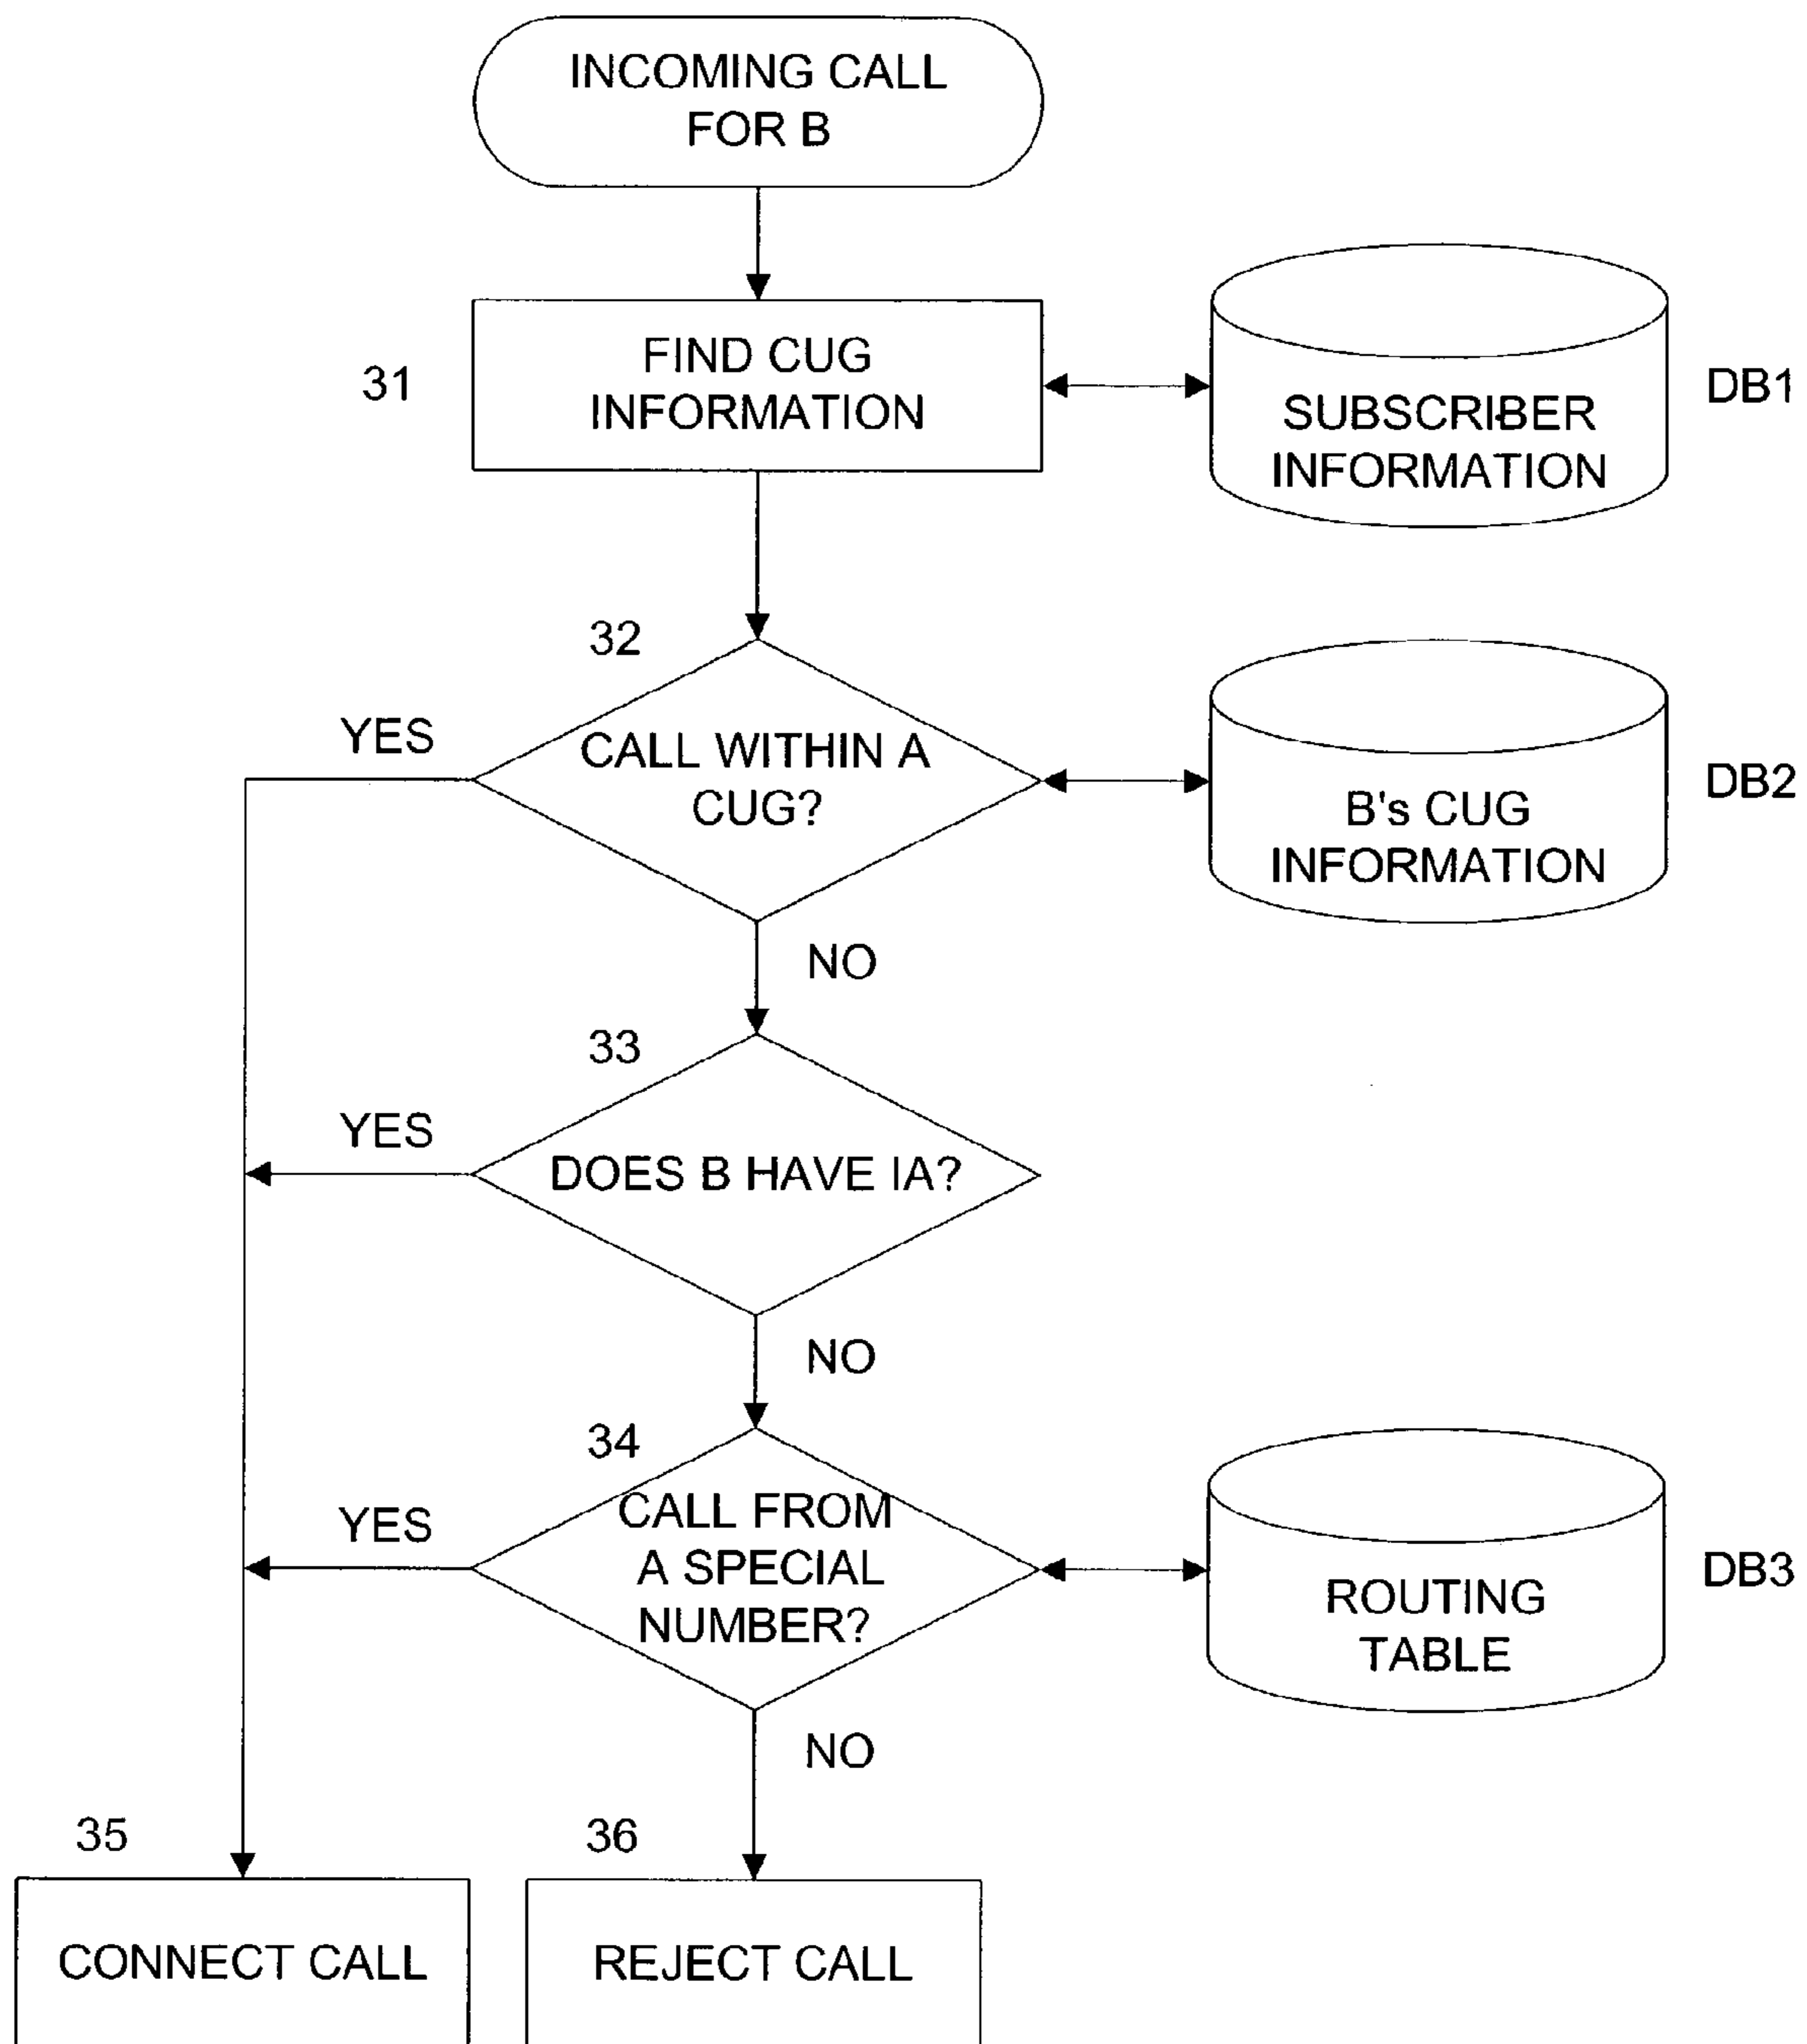 INCOMING CALL
FOR B
31
FIND CUG
INFORMATION
SUBSCRIBER
INFORMATION
DB1
32
YES
CALL WITHIN A
CUG?
B's CUG
INFORMATION
DB2
NO
33
YES
DOES B HAVE IA?
NO
34
YES
CALL FROM
A SPECIAL
NUMBER?
ROUTING
TABLE
DB3
NO
35
36
CONNECT CALL
REJECT CALL